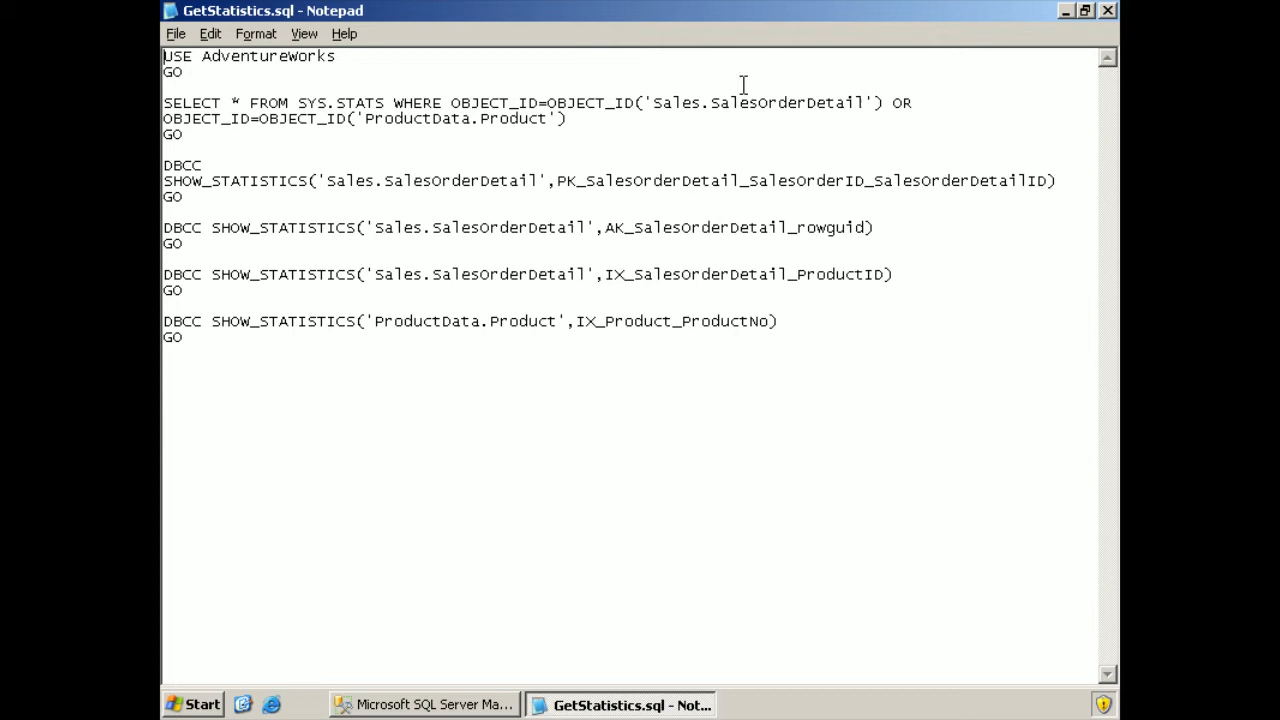 GetStatistics.sql - Notepad
File Edit Format View Help
USE AdventureWorks
GO
SELECT * FROM SYS.STATS WHERE OBJECT_ID=OBJECT_ID('Sales.SalesOrderDetail') OR
OBJECT_ID=OBJECT_ID('ProductData.Product')
GO
DBCC
SHOW_STATISTICS('Sales.SalesOrderDetail',PK_SalesOrderDetail_SalesOrderID_SalesOrderDetailID)
GO
DBCC SHOW_STATISTICS('Sales.SalesOrderDetail',AK_SalesOrderDetail_rowguid)
GO
DBCC SHOW_STATISTICS('Sales.SalesOrderDetail',IX_SalesOrderDetail_ProductID)
GO
DBCC SHOW_STATISTICS('ProductData.Product',IX_Product_ProductNo)
GO
Start Microsoft SQL Server Ma... GetStatistics.sql - Not...